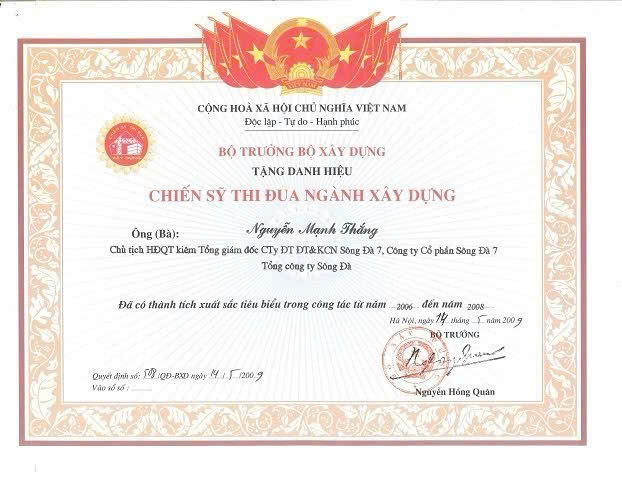 CỘNG HOÀ XÃ HỘI CHỦ NGHĨA VIỆT NAM
Độc lập - Tự do - Hạnh phúc
BỘ TRƯỞNG BỘ XÂY DỰNG
TẶNG DANH HIỆU
CHIẾN SỸ THI ĐUA NGÀNH XÂY DỰNG
Ông (Bà): Nguyễn Mạnh Thắng
Chủ tịch HĐQT kiêm Tổng giám đốc CTy ĐT ĐT&KCN Sông Đà 7, Công ty Cổ phần Sông Đà 7
Tổng công ty Sông Đà
Đã có thành tích xuất sắc tiêu biểu trong công tác từ năm 2006 đến năm 2008
Hà Nội, ngày 14 tháng 5 năm 2009
BỘ TRƯỞNG
Quyết định số: /QĐ-BXD ngày 14/5/2009
Vào sổ số : ........
Nguyễn Hồng Quân